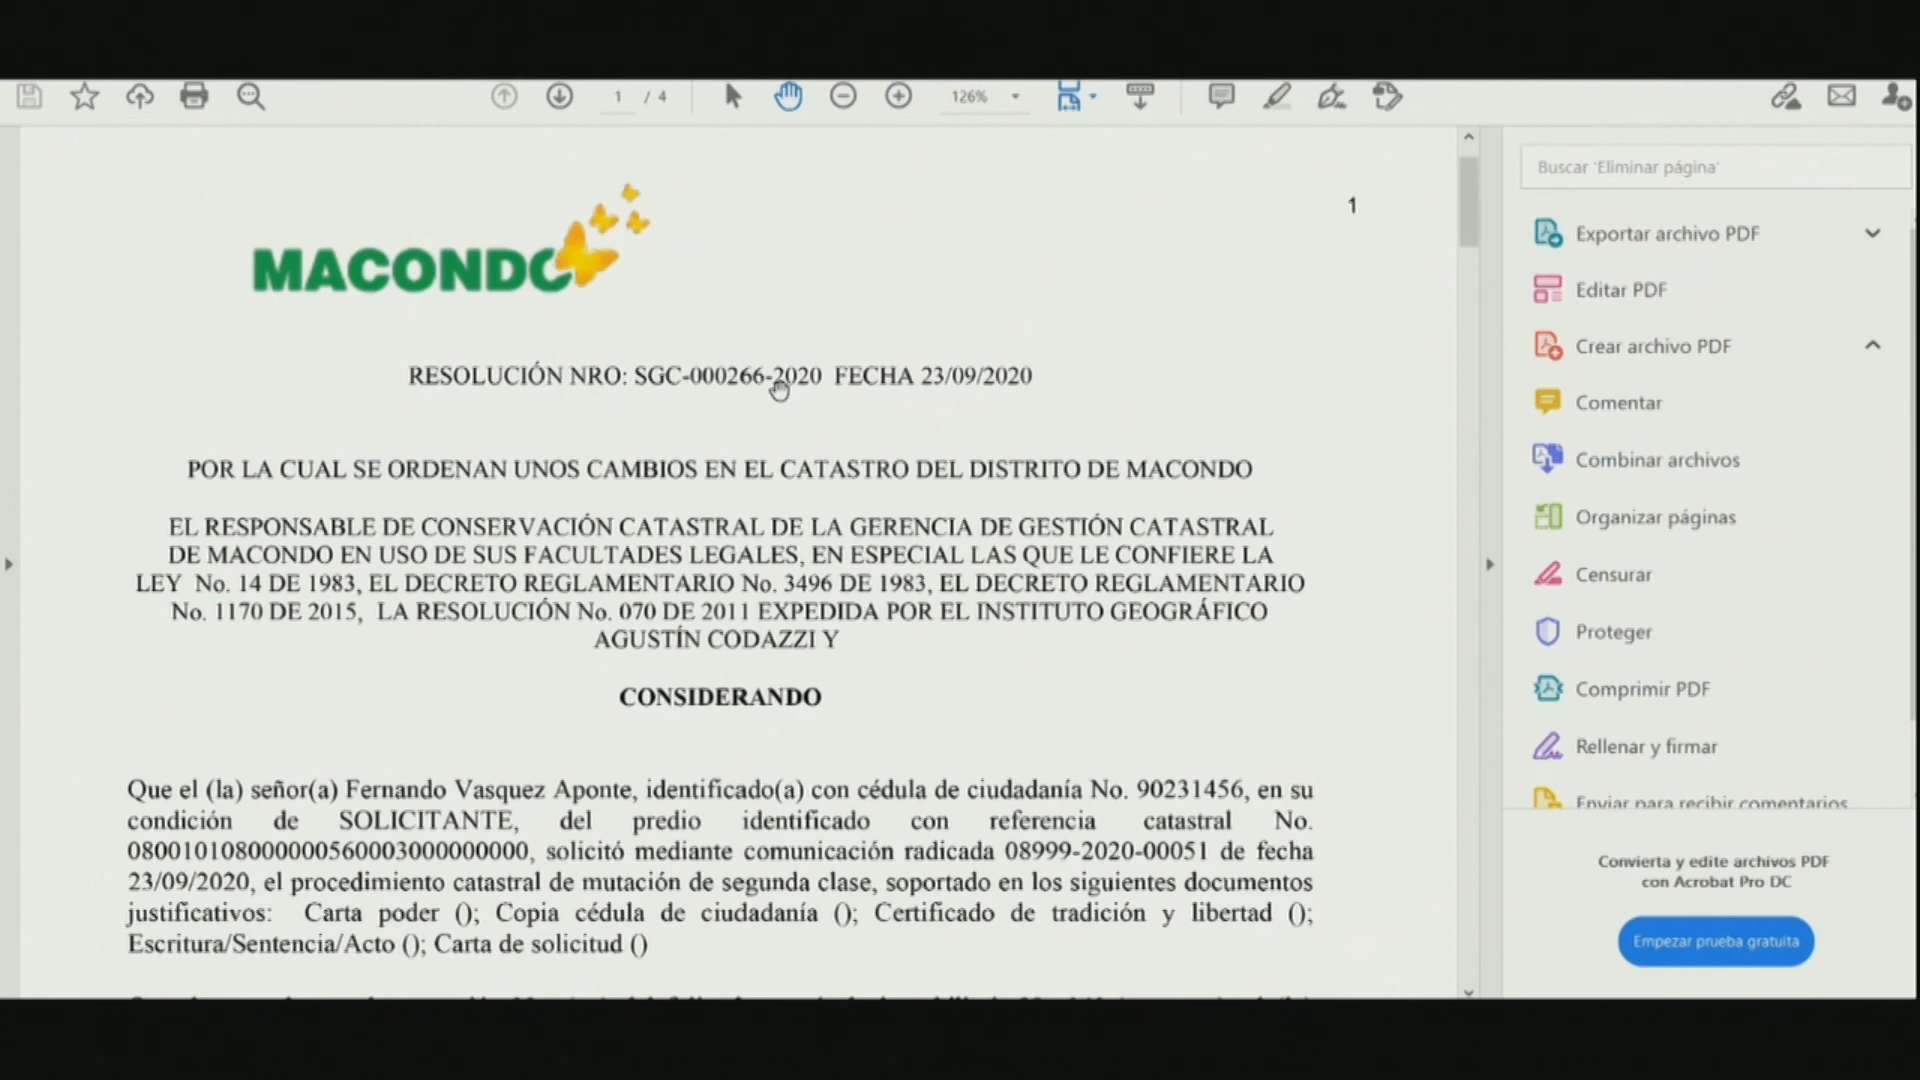 1 / 4
126%
Buscar 'Eliminar página'
Exportar archivo PDF
Editar PDF
Crear archivo PDF
Comentar
Combinar archivos
Organizar páginas
Censurar
Proteger
Comprimir PDF
Rellenar y firmar
Enviar para recibir comentarios
Convierta y edite archivos PDF
con Acrobat Pro DC
Empezar prueba gratuita
1
MACONDO
RESOLUCIÓN NRO: SGC-000266-2020 FECHA 23/09/2020
POR LA CUAL SE ORDENAN UNOS CAMBIOS EN EL CATASTRO DEL DISTRITO DE MACONDO
EL RESPONSABLE DE CONSERVACIÓN CATASTRAL DE LA GERENCIA DE GESTIÓN CATASTRAL
DE MACONDO EN USO DE SUS FACULTADES LEGALES, EN ESPECIAL LAS QUE LE CONFIERE LA
LEY No. 14 DE 1983, EL DECRETO REGLAMENTARIO No. 3496 DE 1983, EL DECRETO REGLAMENTARIO
No. 1170 DE 2015, LA RESOLUCIÓN No. 070 DE 2011 EXPEDIDA POR EL INSTITUTO GEOGRÁFICO
AGUSTÍN CODAZZI Y
CONSIDERANDO
Que el (la) señor(a) Fernando Vasquez Aponte, identificado(a) con cédula de ciudadanía No. 90231456, en su
condición de SOLICITANTE, del predio identificado con referencia catastral No.
080010108000000560003000000000, solicitó mediante comunicación radicada 08999-2020-00051 de fecha
23/09/2020, el procedimiento catastral de mutación de segunda clase, soportado en los siguientes documentos
justificativos: Carta poder (); Copia cédula de ciudadanía (); Certificado de tradición y libertad ();
Escritura/Sentencia/Acto (); Carta de solicitud ()